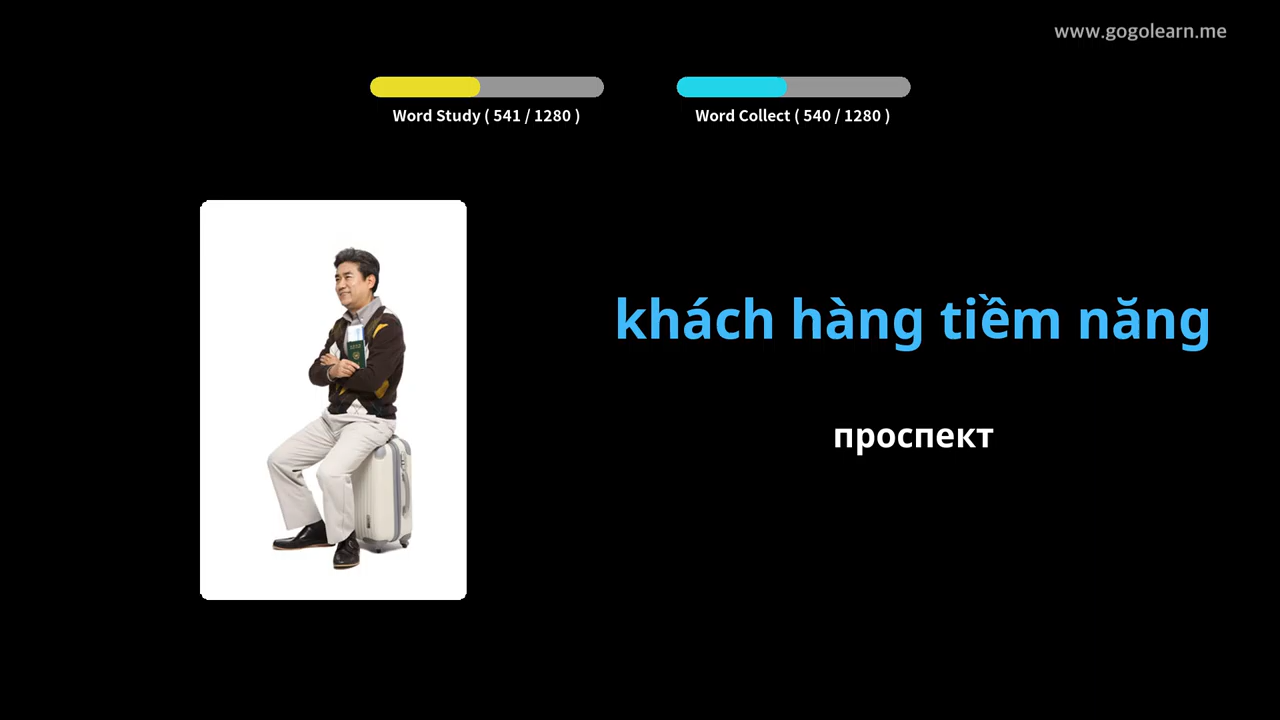 www.gogolearn.me
Word Study ( 541 / 1280 )
Word Collect ( 540 / 1280 )
khách hàng tiềm năng
проспект